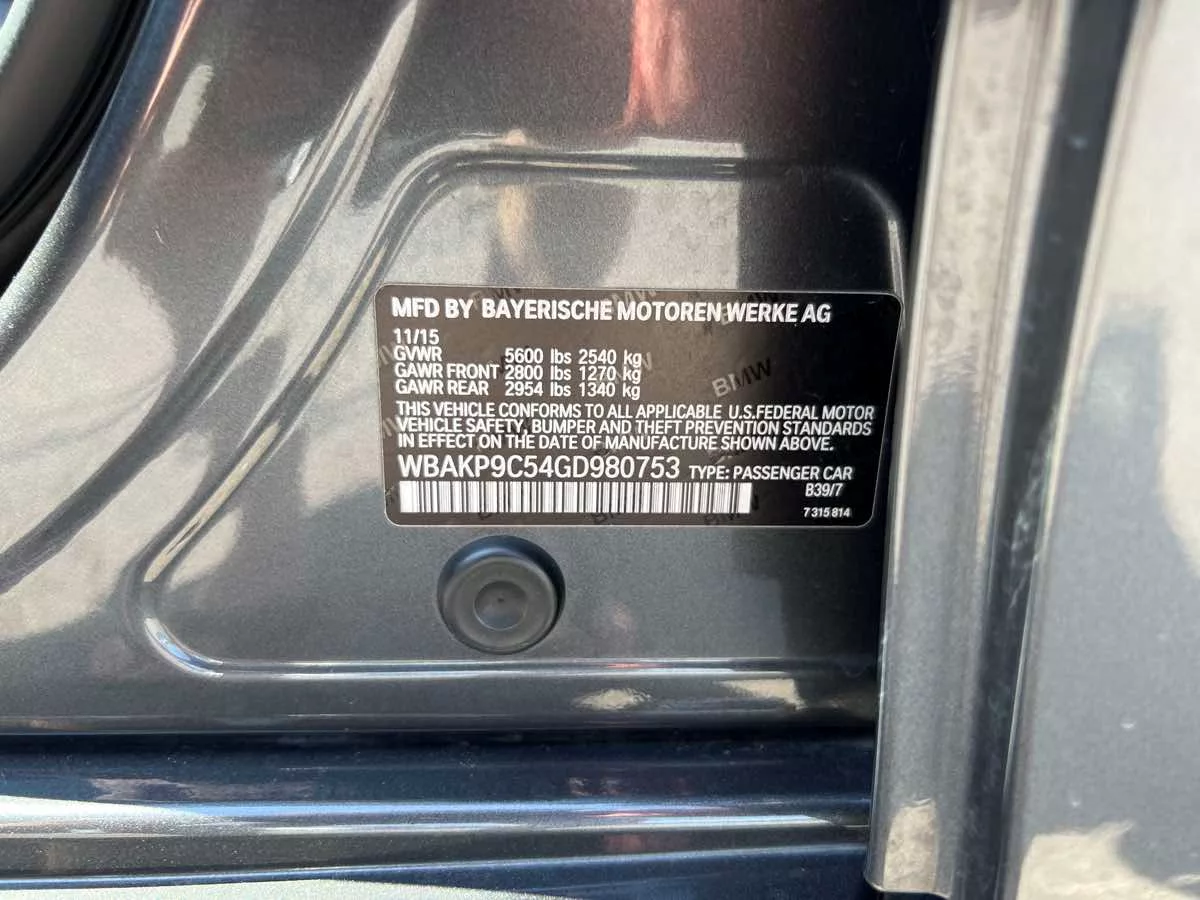 MFD BY BAYERISCHE MOTOREN WERKE AG
11/15
GVWR 5600 lbs 2540 kg
GAWR FRONT 2800 lbs 1270 kg
GAWR REAR 2954 lbs 1340 kg
THIS VEHICLE CONFORMS TO ALL APPLICABLE U.S.FEDERAL MOTOR
VEHICLE SAFETY, BUMPER AND THEFT PREVENTION STANDARDS
IN EFFECT ON THE DATE OF MANUFACTURE SHOWN ABOVE.
WBAKP9C54GD980753 TYPE: PASSENGER CAR
B39/7
7 315 814
BMW